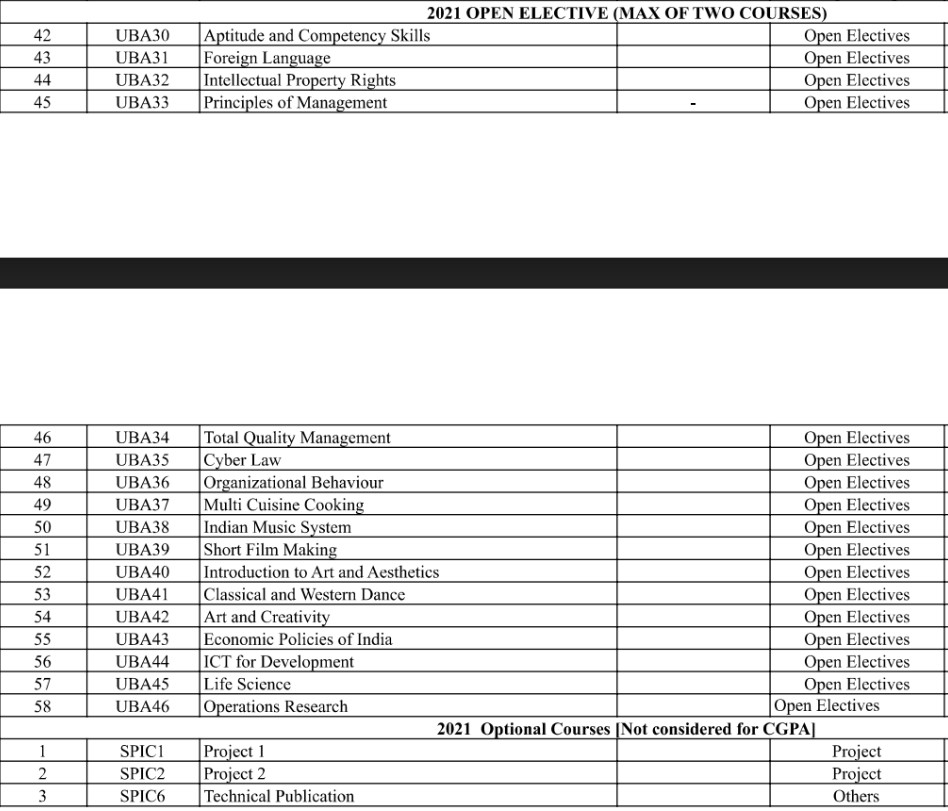 2021 OPEN ELECTIVE (MAX OF TWO COURSES)
42 UBA30 Aptitude and Competency Skills Open Electives
43 UBA31 Foreign Language Open Electives
44 UBA32 Intellectual Property Rights Open Electives
45 UBA33 Principles of Management - Open Electives
46 UBA34 Total Quality Management Open Electives
47 UBA35 Cyber Law Open Electives
48 UBA36 Organizational Behaviour Open Electives
49 UBA37 Multi Cuisine Cooking Open Electives
50 UBA38 Indian Music System Open Electives
51 UBA39 Short Film Making Open Electives
52 UBA40 Introduction to Art and Aesthetics Open Electives
53 UBA41 Classical and Western Dance Open Electives
54 UBA42 Art and Creativity Open Electives
55 UBA43 Economic Policies of India Open Electives
56 UBA44 ICT for Development Open Electives
57 UBA45 Life Science Open Electives
58 UBA46 Operations Research Open Electives
2021 Optional Courses [Not considered for CGPA]
1 SPIC1 Project 1 Project
2 SPIC2 Project 2 Project
3 SPIC6 Technical Publication Others